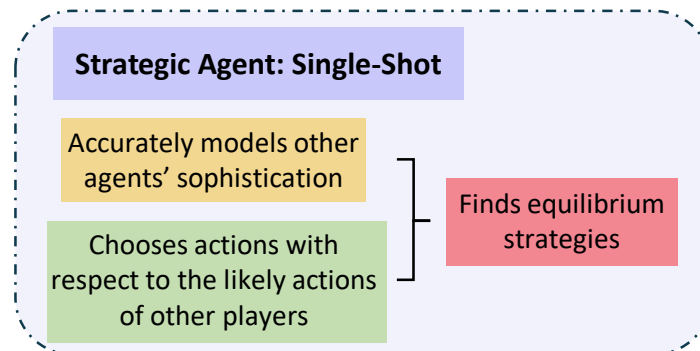 Strategic Agent: Single-Shot
Accurately models other
agents’ sophistication
Chooses actions with
respect to the likely actions
of other players
Finds equilibrium
strategies